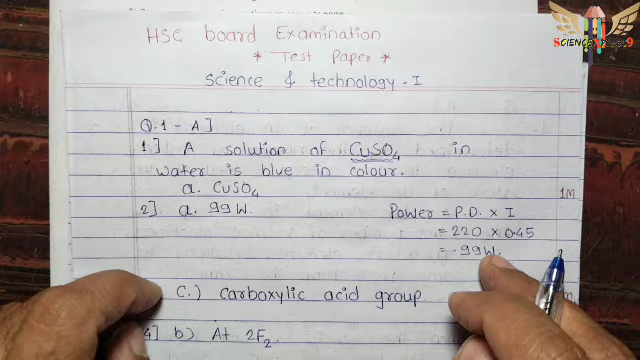 HSC board Examination
* Test Paper *
Science & technology - I
Q.1 - A]
1.] A solution of CuSO4 in
water is blue in colour.
a. CuSO4
1M
2] a. 99 W.
Power = P.D. × I
= 220 × 0.45
= 99 W.
C.) carboxylic acid group
4] b) At 2F2.